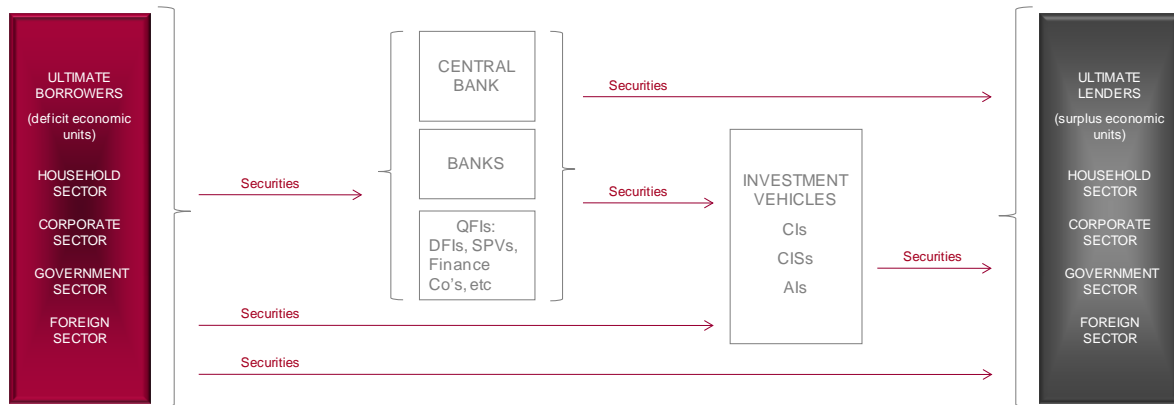 ULTIMATE
BORROWERS
(deficit economic
units)
HOUSEHOLD
SECTOR
CORPORATE
SECTOR
GOVERNMENT
SECTOR
FOREIGN
SECTOR
Securities
Securities
Securities
CENTRAL
BANK
BANKS
QFIs:
DFIs, SPVs,
Finance
Co's, etc
Securities
Securities
INVESTMENT
VEHICLES
CIs
CISs
AIs
Securities
ULTIMATE
LENDERS
(surplus economic
units)
HOUSEHOLD
SECTOR
CORPORATE
SECTOR
GOVERNMENT
SECTOR
FOREIGN
SECTOR